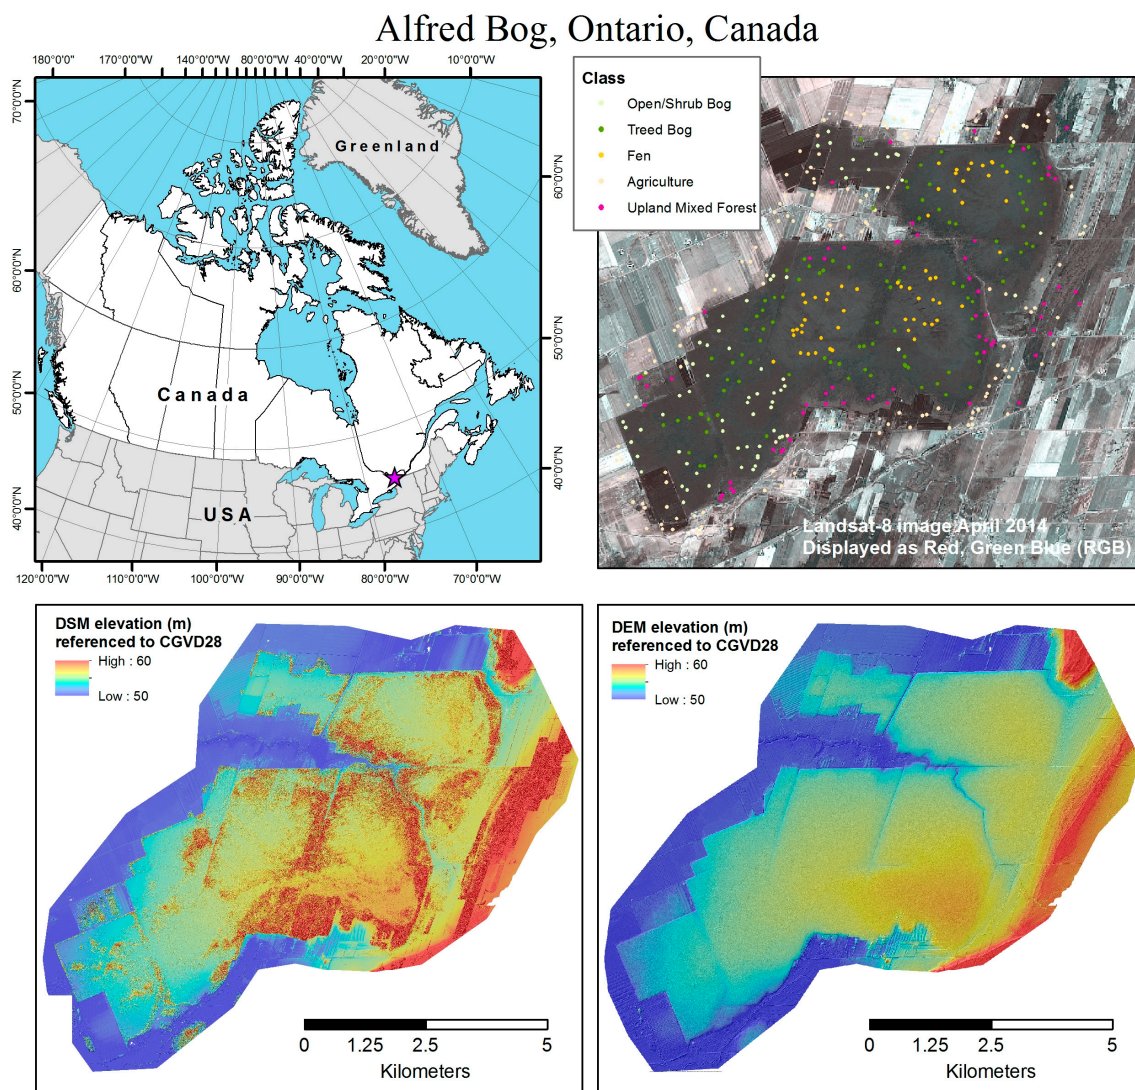 Alfred Bog, Ontario, Canada
180°0'0"W 170°0'0"W 140°0'0"W 80°0'0"W 40°0'0"W 20°0'0"W 10°0'0"W
70°0'0"N
60°0'0"N
50°0'0"N
40°0'0"N
60°0'0"N
50°0'0"N
40°0'0"N
120°0'0"W 110°0'0"W 100°0'0"W 90°0'0"W 80°0'0"W 70°0'0"W
Greenland
Canada
USA
Class
Open/Shrub Bog
Treed Bog
Fen
Agriculture
Upland Mixed Forest
Landsat-8 image April 2014
Displayed as Red, Green Blue (RGB)
DSM elevation (m)
referenced to CGVD28
High : 60
Low : 50
0 1.25 2.5 5
Kilometers
DEM elevation (m)
referenced to CGVD28
High : 60
Low : 50
0 1.25 2.5 5
Kilometers